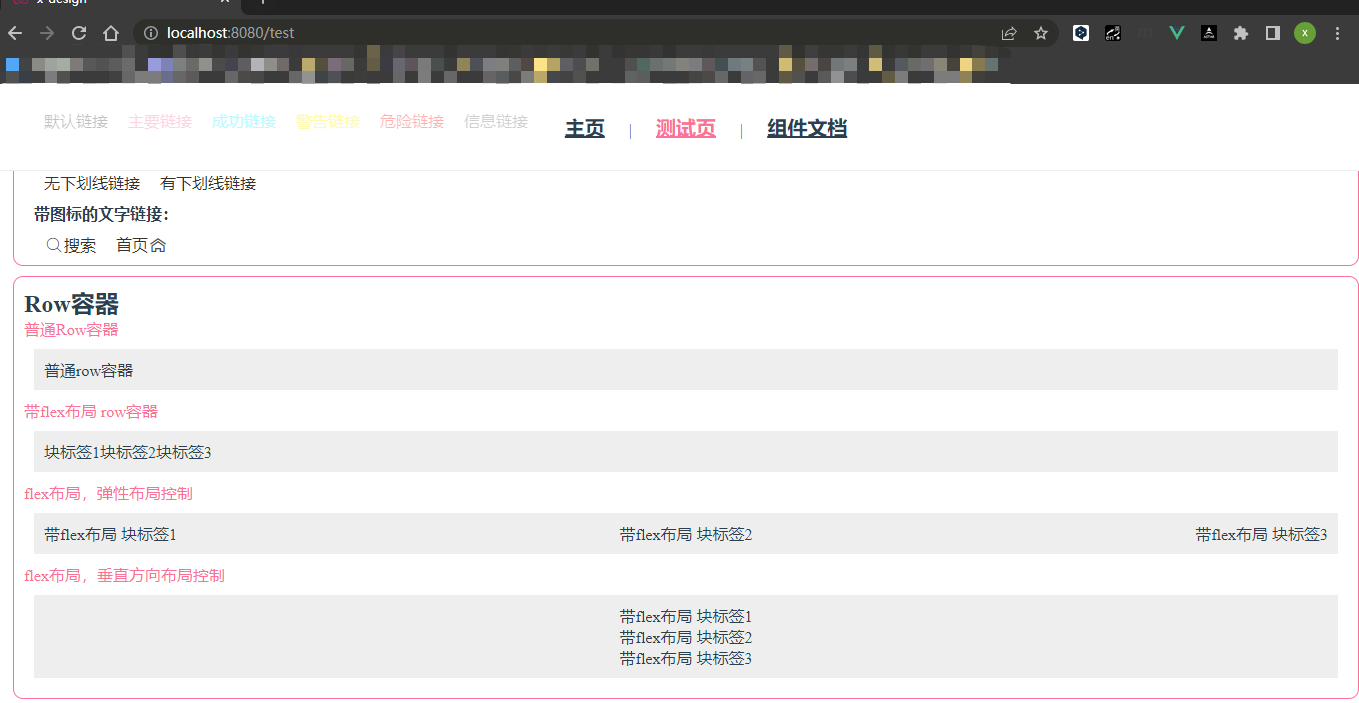 x-design
localhost:8080/test
默认链接 主要链接 成功链接 警告链接 危险链接 信息链接 主页 | 测试页 | 组件文档
无下划线链接 有下划线链接
带图标的文字链接：
搜索 首页
Row容器
普通Row容器
普通row容器
带flex布局 row容器
块标签1块标签2块标签3
flex布局，弹性布局控制
带flex布局 块标签1 带flex布局 块标签2 带flex布局 块标签3
flex布局，垂直方向布局控制
带flex布局 块标签1
带flex布局 块标签2
带flex布局 块标签3